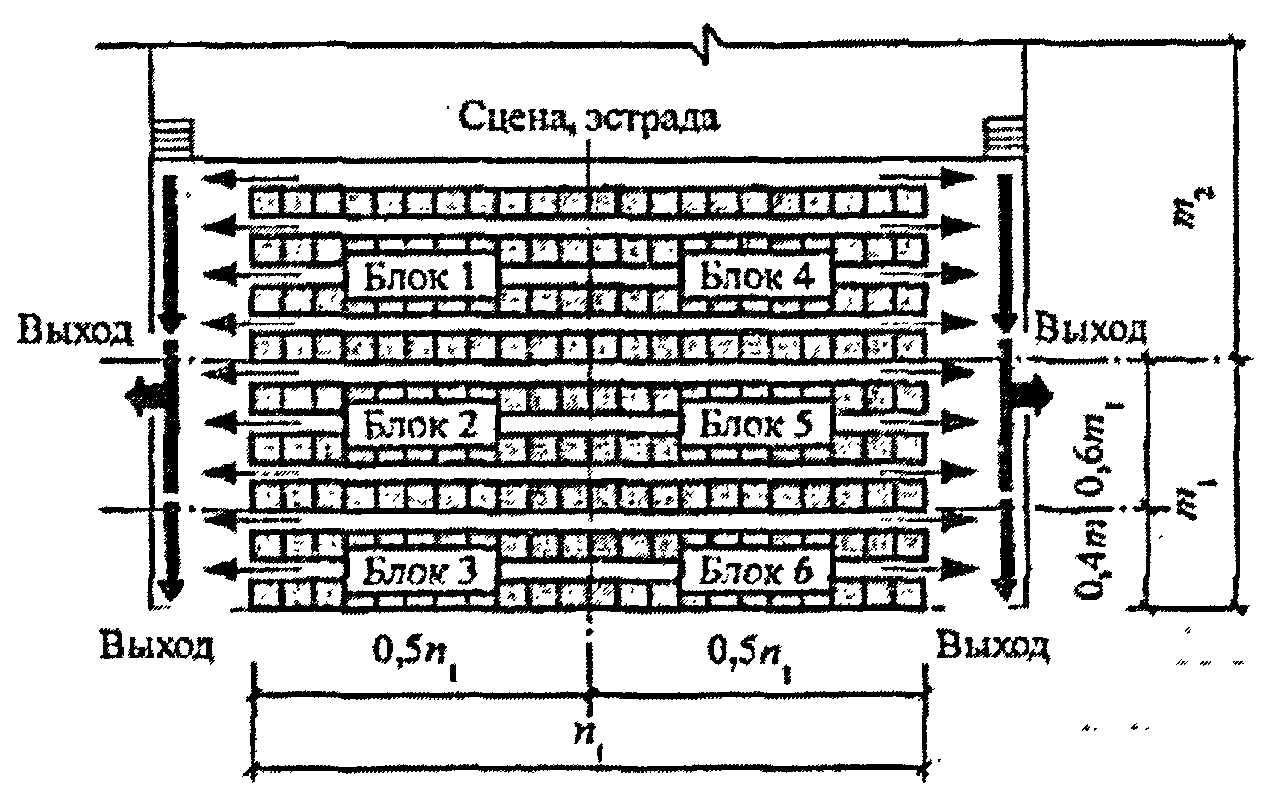 Сцена, эстрада
m2
Блок 1 Блок 4
Выход Выход
Блок 2 Блок 5
0,6m1
m1
Блок 3 Блок 6
0,4m1
Выход Выход
0,5n1 0,5n1
n1